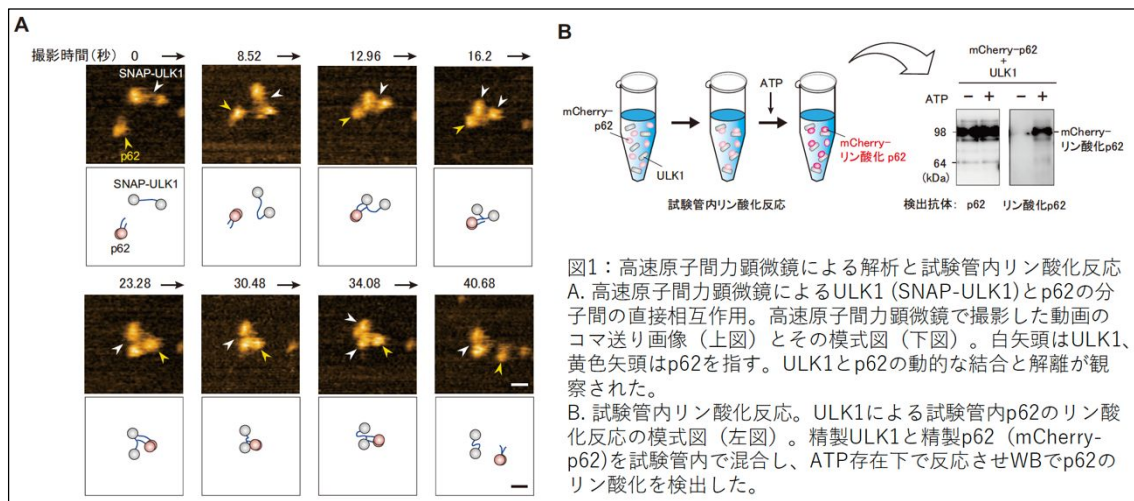 A
撮影時間(秒) 0 8.52 12.96 16.2
SNAP-ULK1
p62
SNAP-ULK1
p62
23.28 30.48 34.08 40.68
B
mCherry-p62
+
ULK1
ATP
mCherry-
p62
ULK1
mCherry-
リン酸化 p62
試験管内リン酸化反応
ATP − + − +
98
64
(kDa)
mCherry-
リン酸化p62
検出抗体: p62 リン酸化p62
図1：高速原子間力顕微鏡による解析と試験管内リン酸化反応
A. 高速原子間力顕微鏡によるULK1 (SNAP-ULK1)とp62の分
子間の直接相互作用。高速原子間力顕微鏡で撮影した動画の
コマ送り画像（上図）とその模式図（下図）。白矢頭はULK1、
黄色矢頭はp62を指す。ULK1とp62の動的な結合と解離が観
察された。
B. 試験管内リン酸化反応。ULK1による試験管内p62のリン酸
化反応の模式図（左図）。精製ULK1と精製p62（mCherry-
p62)を試験管内で混合し、ATP存在下で反応させWBでp62の
リン酸化を検出した。